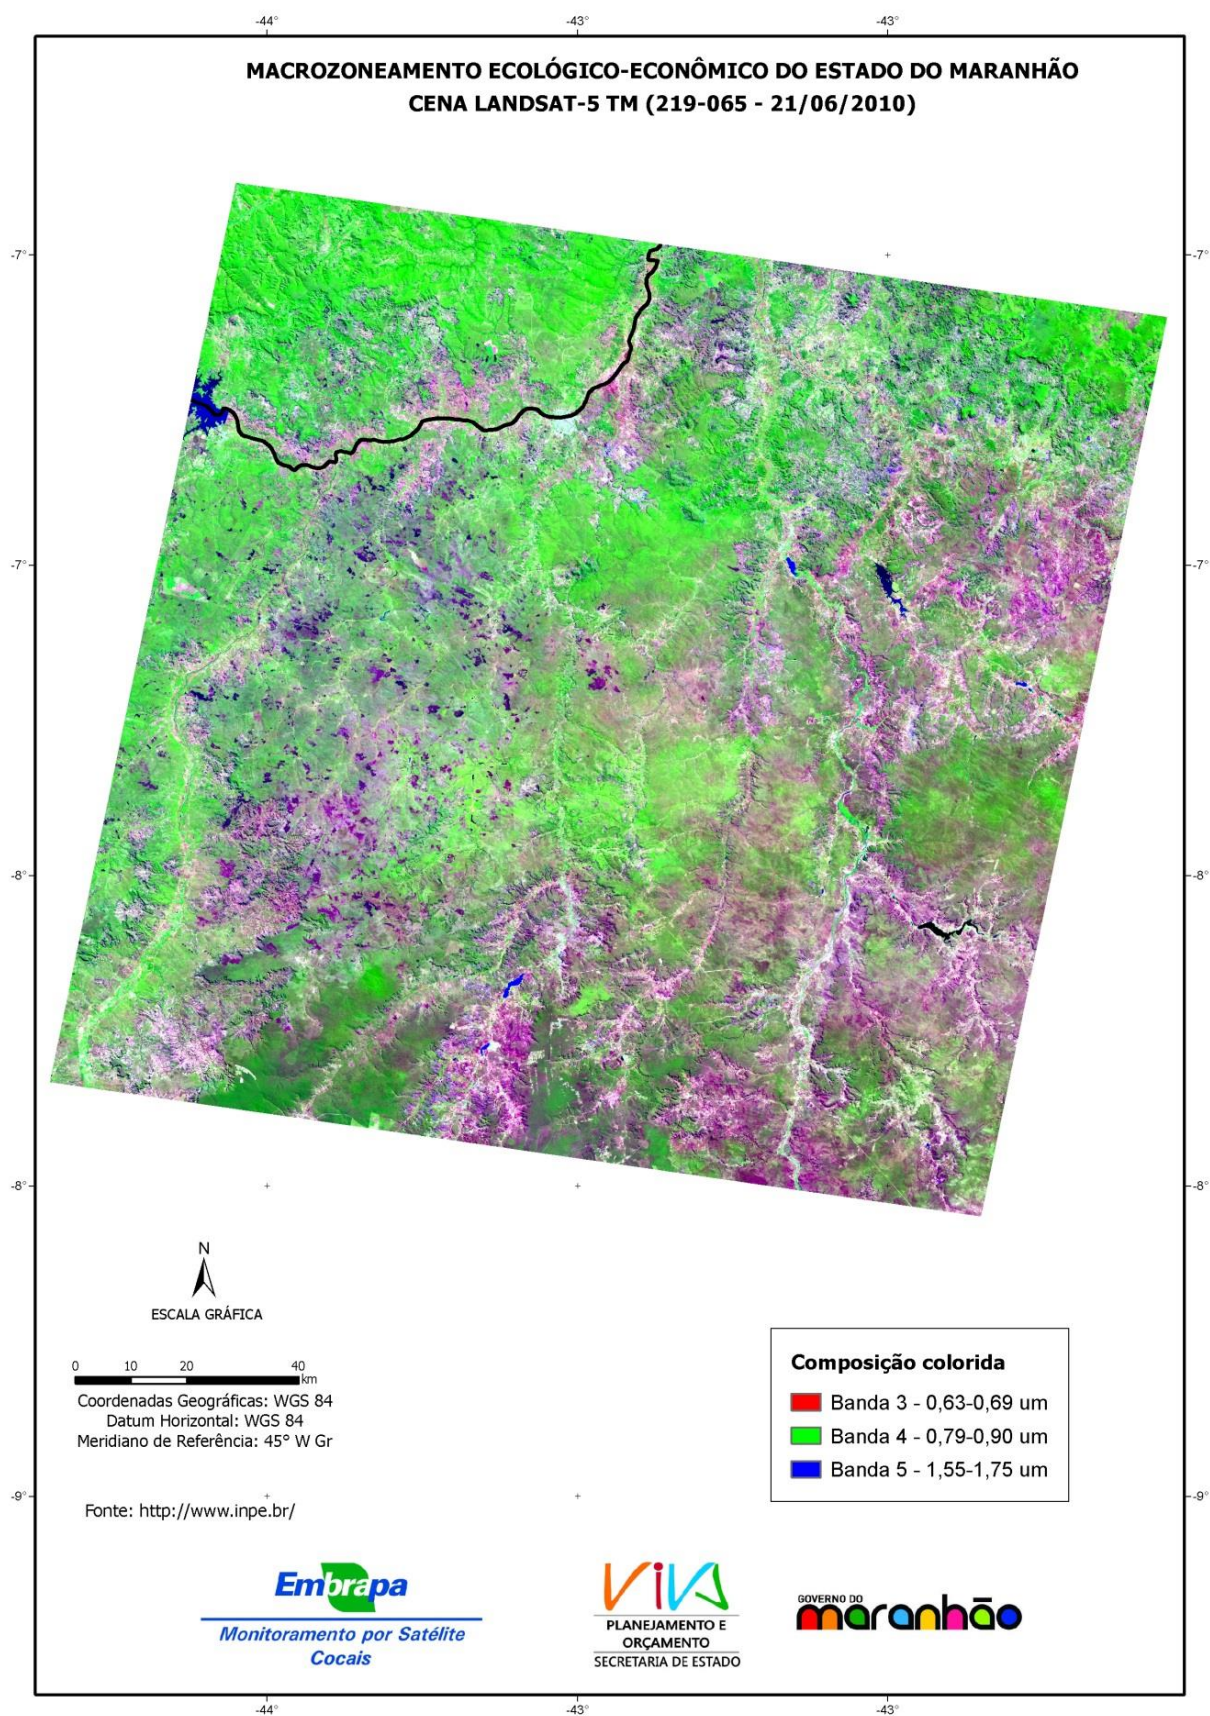 -44° -43° -43°
MACROZONEAMENTO ECOLÓGICO-ECONÔMICO DO ESTADO DO MARANHÃO
CENA LANDSAT-5 TM (219-065 - 21/06/2010)
-7° -7°
-7° -7°
-8° -8°
-8° -8°
N
ESCALA GRÁFICA
0 10 20 40
km
Coordenadas Geográficas: WGS 84
Datum Horizontal: WGS 84
Meridiano de Referência: 45° W Gr
Composição colorida
Banda 3 - 0,63-0,69 um
Banda 4 - 0,79-0,90 um
Banda 5 - 1,55-1,75 um
-9° -9°
Fonte: http://www.inpe.br/
Embrapa
Monitoramento por Satélite
Cocais
VIVA
PLANEJAMENTO E
ORÇAMENTO
SECRETARIA DE ESTADO
GOVERNO DO
maranhão
-44° -43° -43°